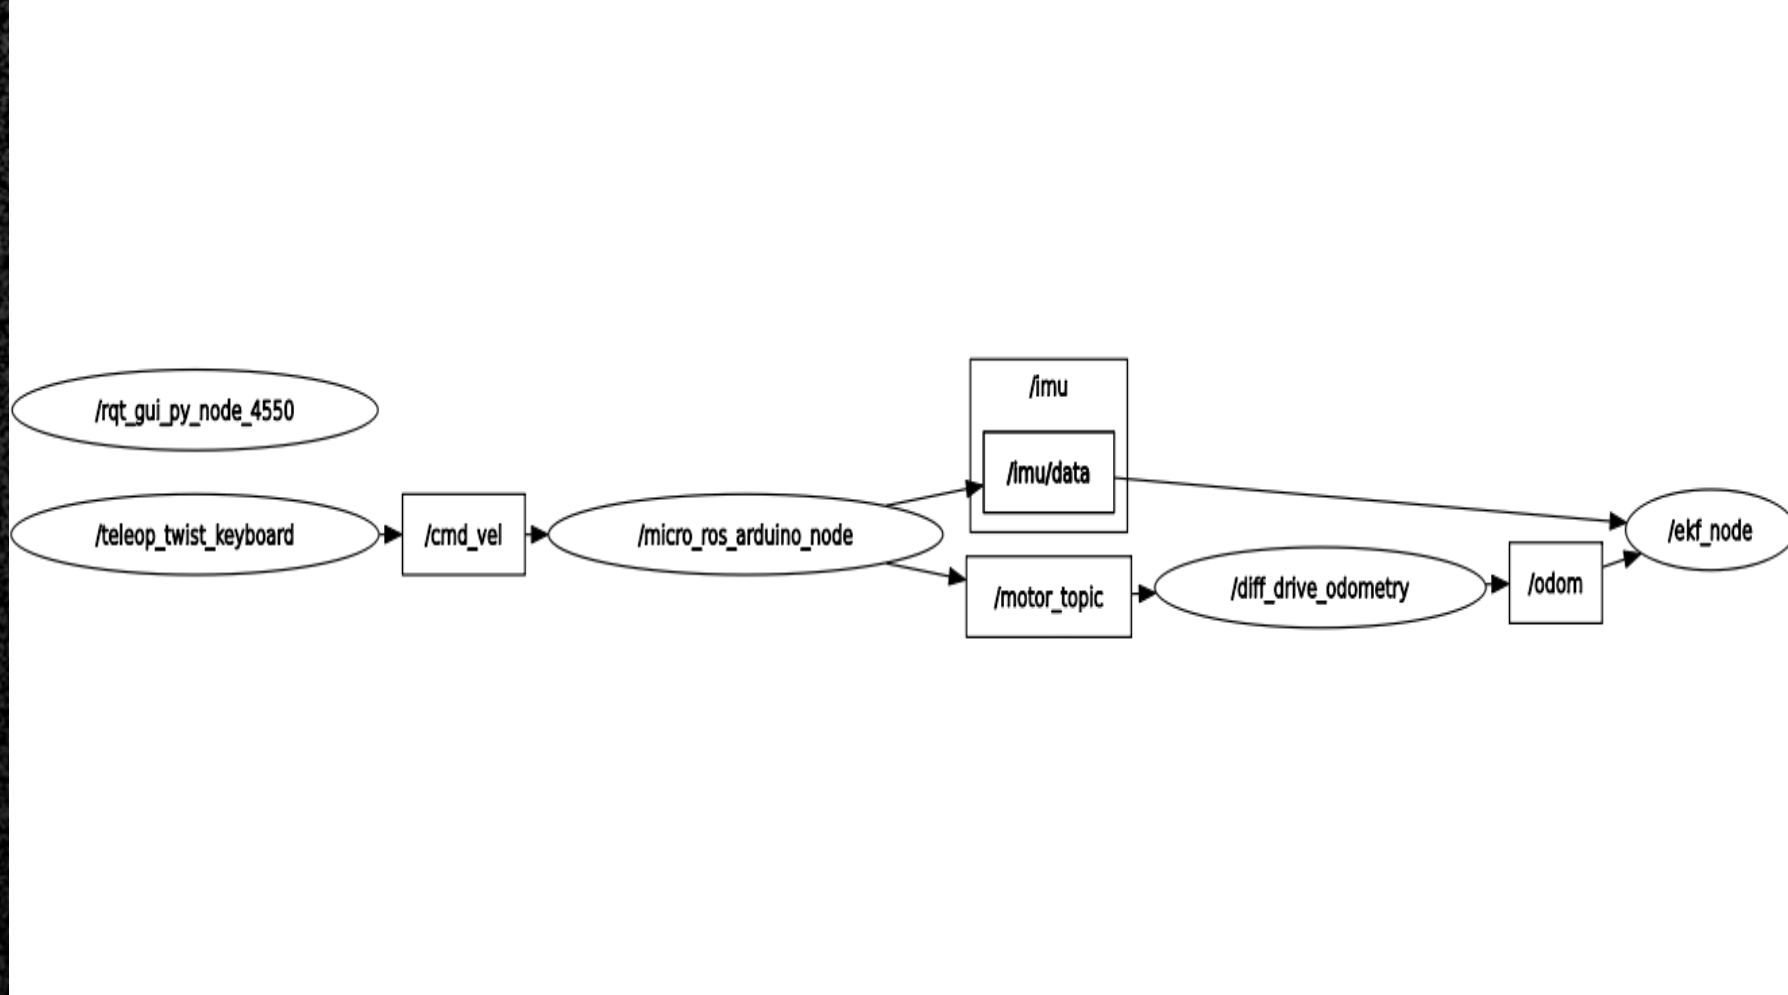 /rqt_gui_py_node_4550
/teleop_twist_keyboard
/cmd_vel
/micro_ros_arduino_node
/imu
/imu/data
/motor_topic
/diff_drive_odometry
/odom
/ekf_node